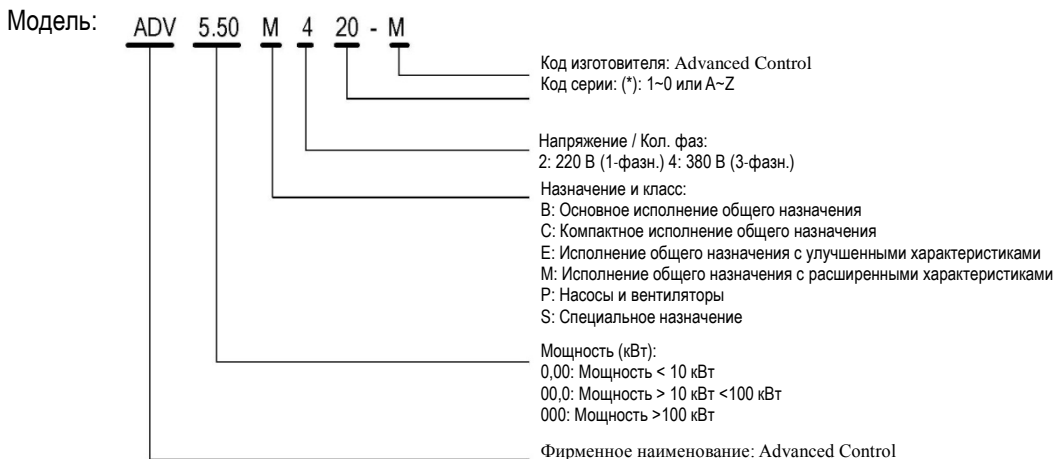 Модель: ADV 5.50 M 4 20 - M
Код изготовителя: Advanced Control
Код серии: (*): 1~0 или A~Z
Напряжение / Кол. фаз:
2: 220 В (1-фазн.) 4: 380 В (3-фазн.)
Назначение и класс:
B: Основное исполнение общего назначения
C: Компактное исполнение общего назначения
E: Исполнение общего назначения с улучшенными характеристиками
M: Исполнение общего назначения с расширенными характеристиками
P: Насосы и вентиляторы
S: Специальное назначение
Мощность (кВт):
0,00: Мощность < 10 кВт
00,0: Мощность > 10 кВт <100 кВт
000: Мощность >100 кВт
Фирменное наименование: Advanced Control